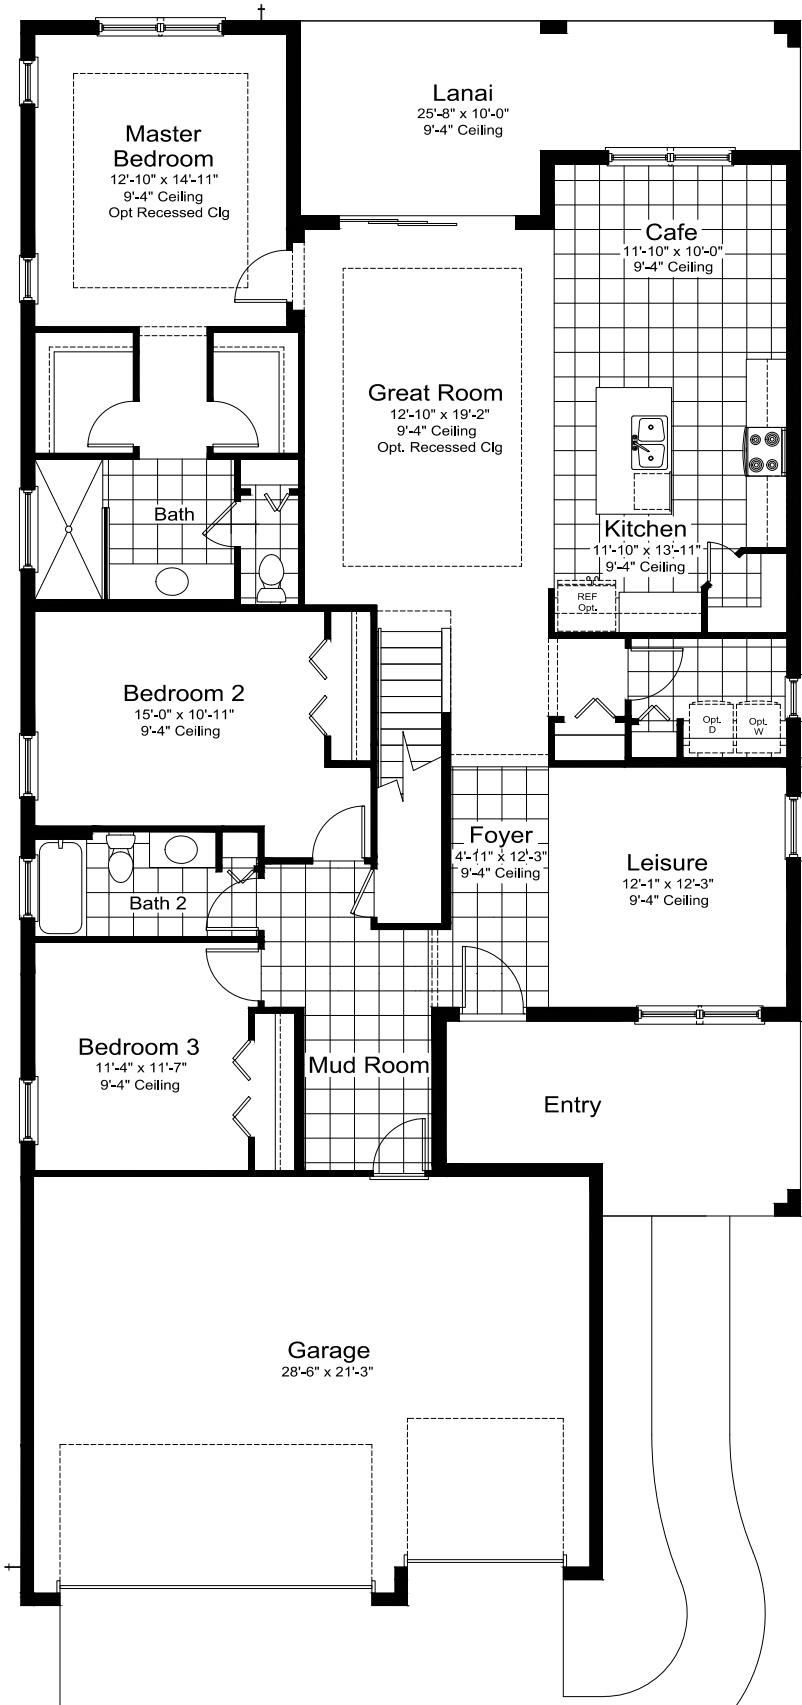 Lanai
25'-8" x 10'-0"
9'-4" Ceiling
Master
Bedroom
12'-10" x 14'-11"
9'-4" Ceiling
Opt Recessed Clg
Cafe
11'-10" x 10'-0"
9'-4" Ceiling
Great Room
12'-10" x 19'-2"
9'-4" Ceiling
Opt. Recessed Clg
Bath
Kitchen
11'-10" x 13'-11"
9'-4" Ceiling
REF
Opt.
Bedroom 2
15'-0" x 10'-11"
9'-4" Ceiling
Opt.
D
Opt.
W
Foyer
4'-11" x 12'-3"
9'-4" Ceiling
Leisure
12'-1" x 12'-3"
9'-4" Ceiling
Bath 2
Bedroom 3
11'-4" x 11'-7"
9'-4" Ceiling
Mud Room
Entry
Garage
28'-6" x 21'-3"